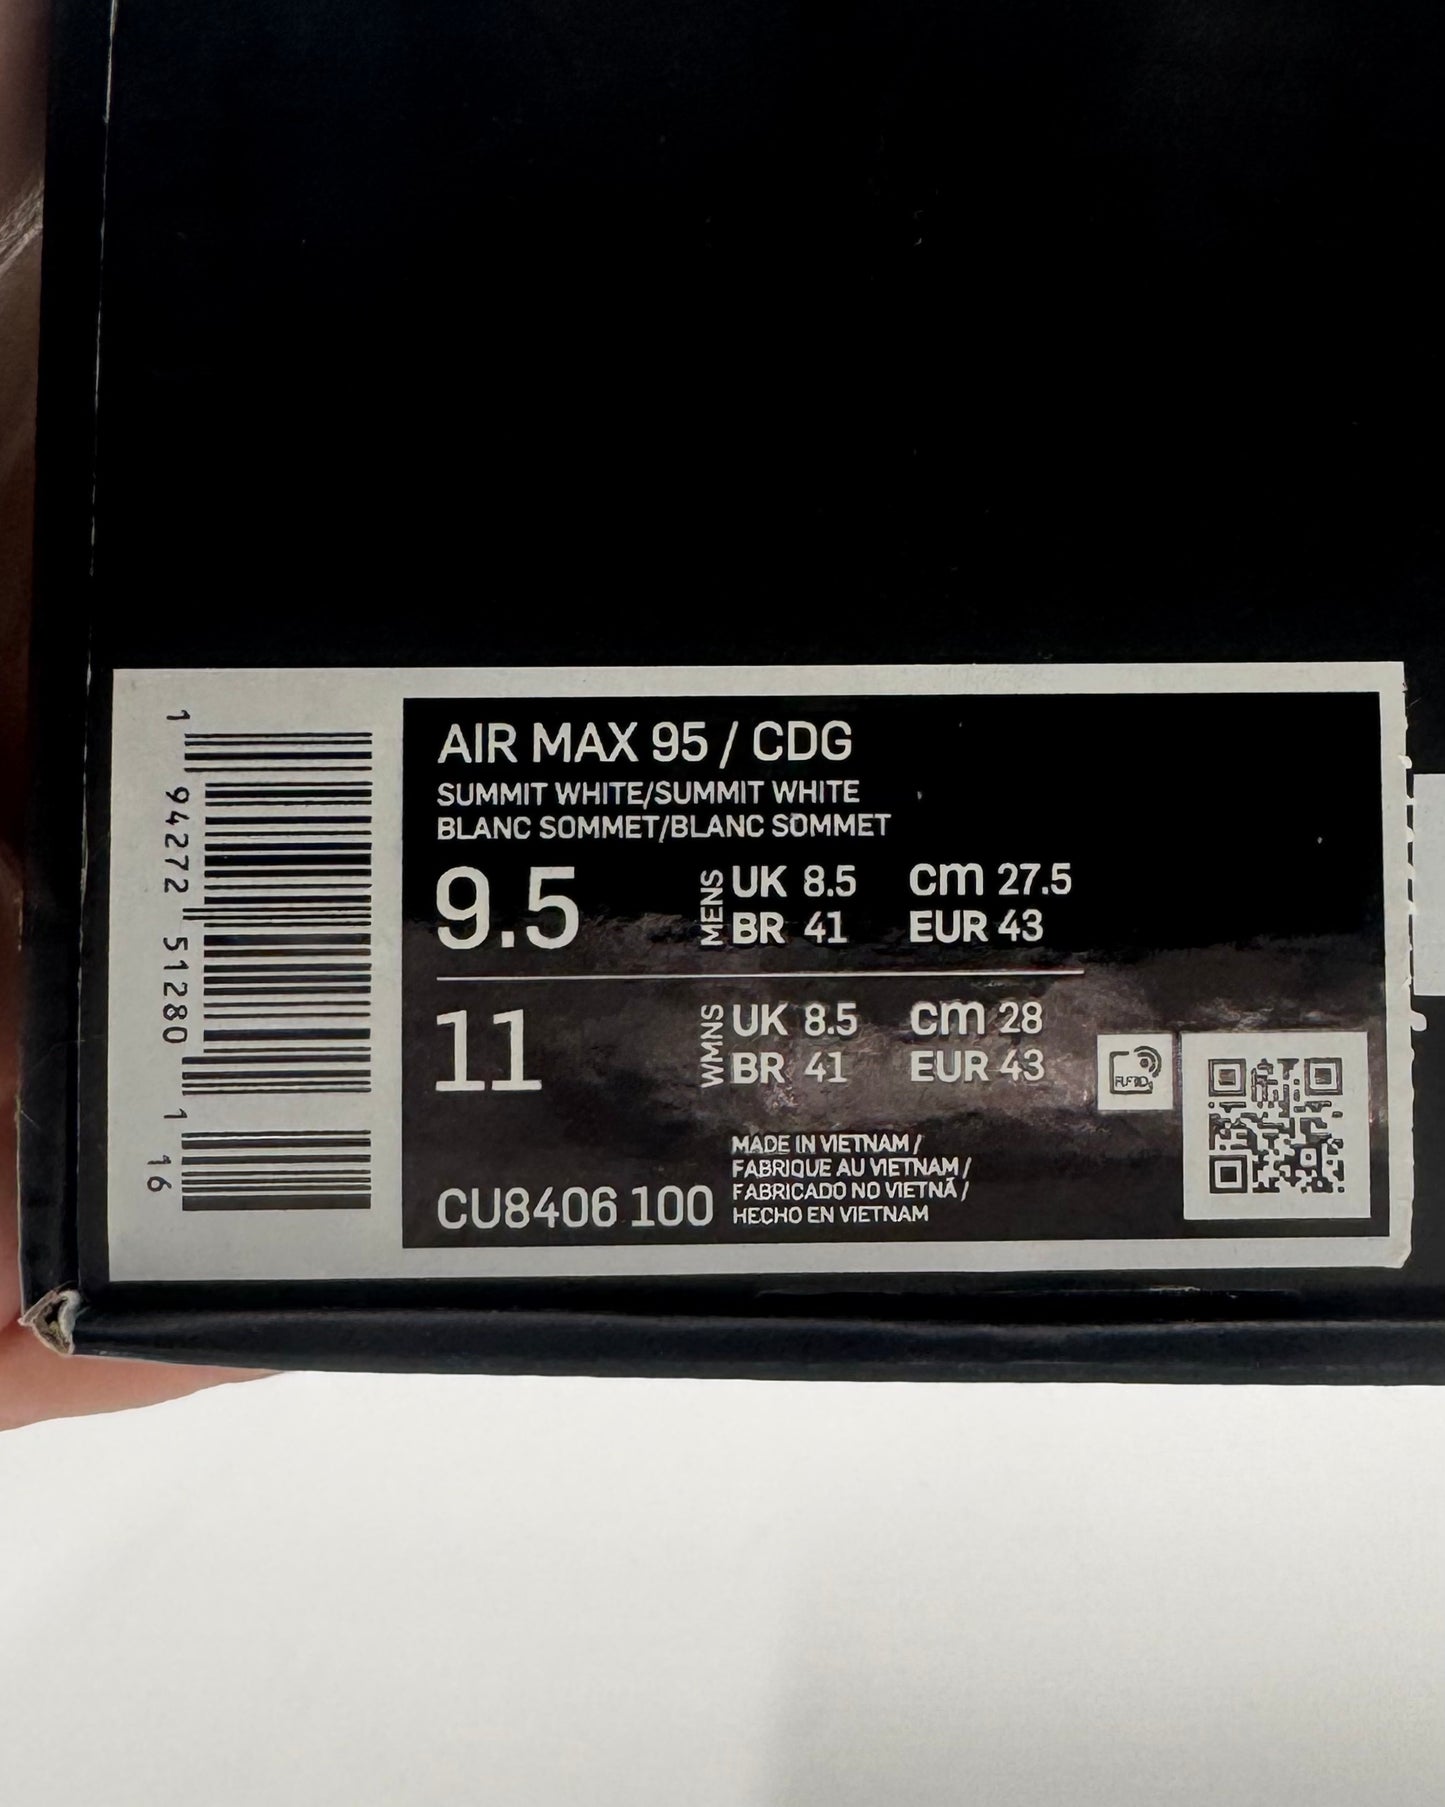 1 94272 51280 1 16
AIR MAX 95 / CDG
SUMMIT WHITE/SUMMIT WHITE
BLANC SOMMET/BLANC SOMMET
9.5 MENS UK 8.5 cm 27.5
BR 41 EUR 43
11 WMNS UK 8.5 cm 28
BR 41 EUR 43
MADE IN VIETNAM /
FABRIQUE AU VIETNAM /
FABRICADO NO VIETNÃ /
HECHO EN VIETNAM
CU8406 100